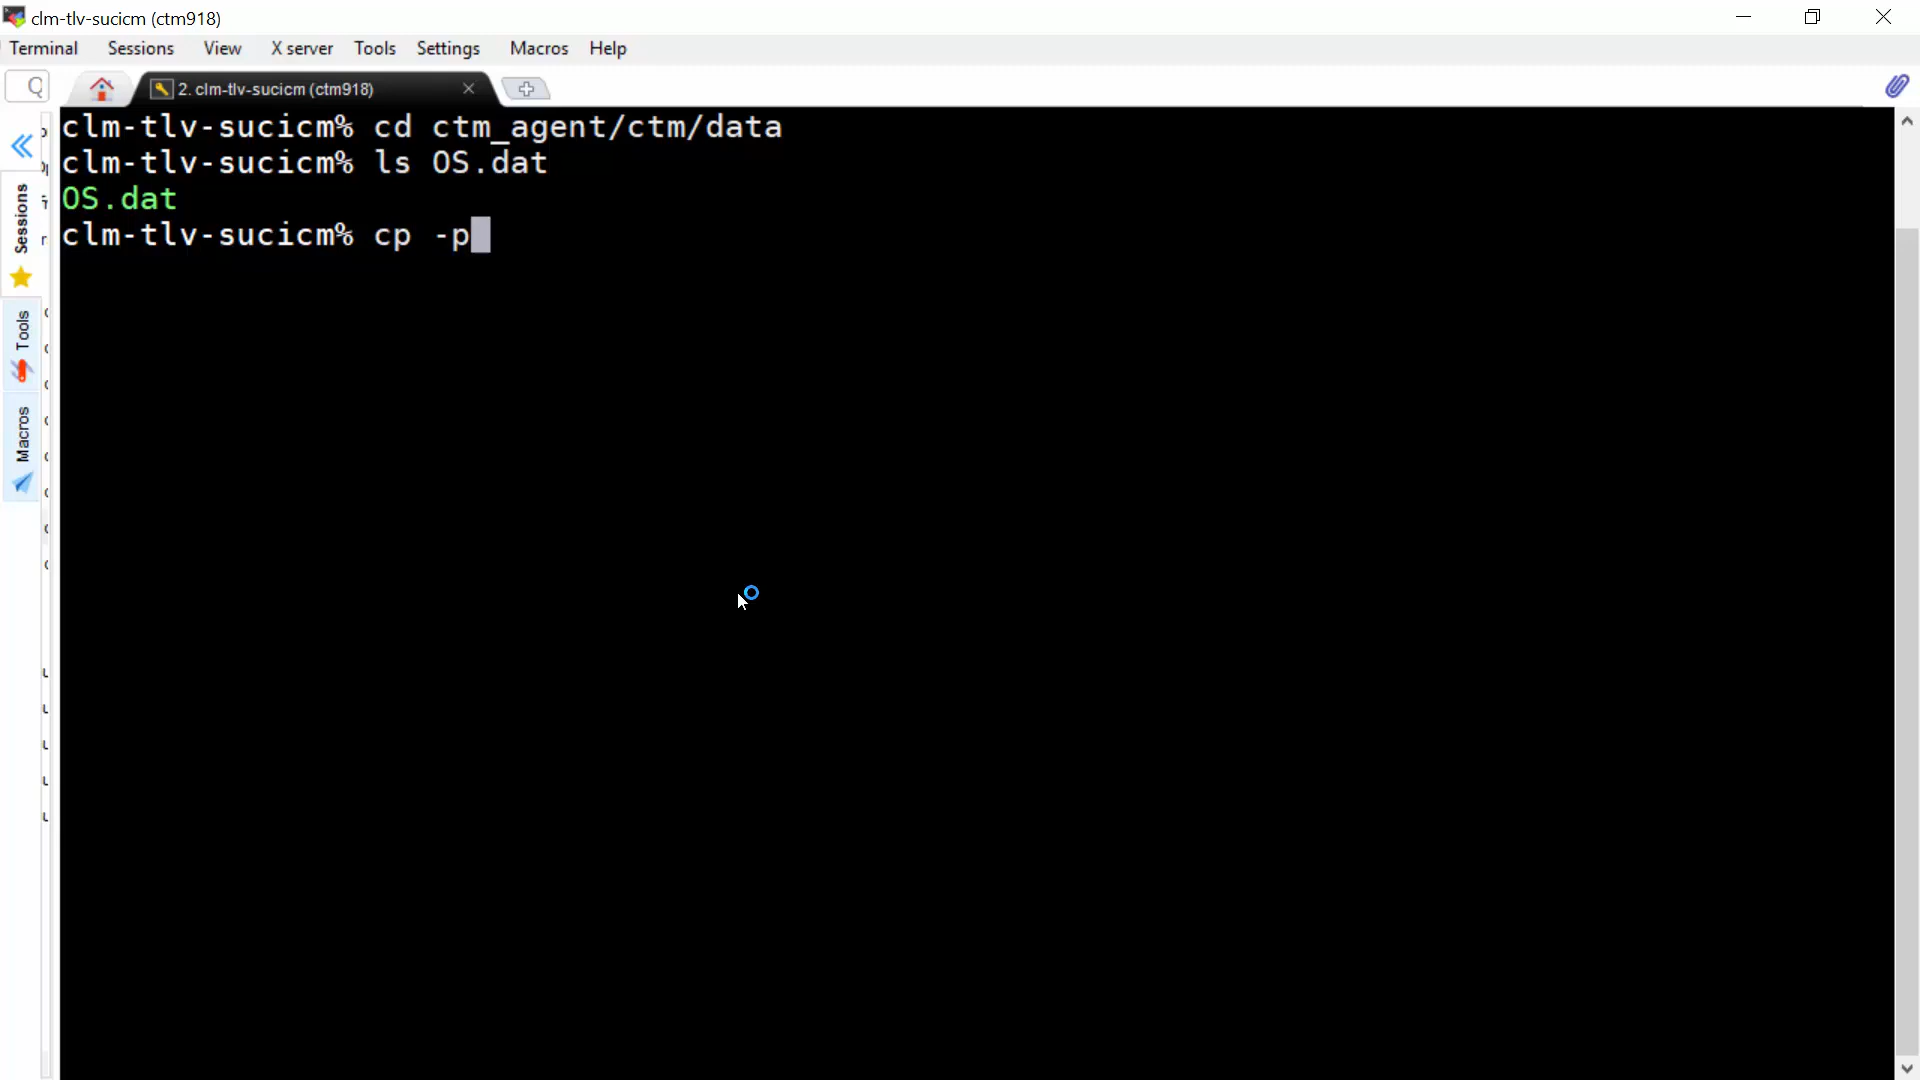 clm-tlv-sucicm (ctm918)
Terminal Sessions View X server Tools Settings Macros Help
2. clm-tlv-sucicm (ctm918)
clm-tlv-sucicm% cd ctm_agent/ctm/data
clm-tlv-sucicm% ls OS.dat
OS.dat
clm-tlv-sucicm% cp -p
Sessions
Tools
Macros